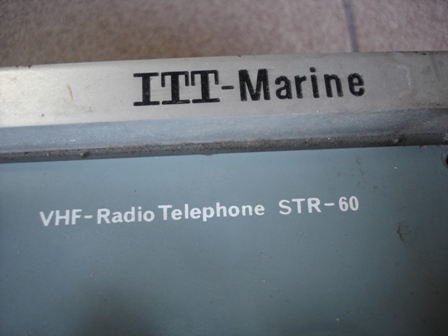 ITT-Marine
VHF-Radio Telephone STR-60